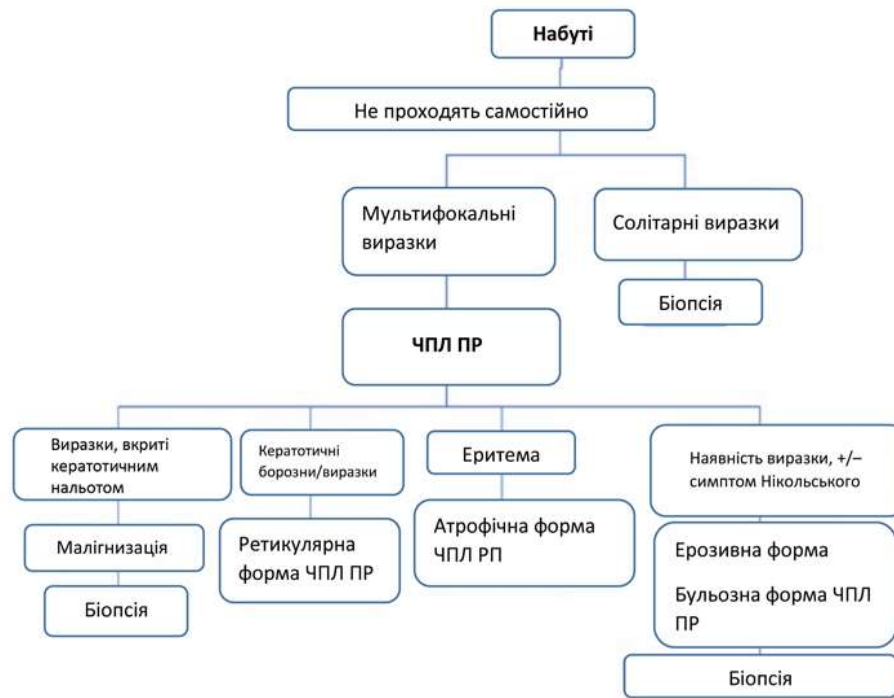 Набуті
Не проходять самостійно
Мультифокальні
виразки
Солітарні виразки
Біопсія
ЧПЛ ПР
Виразки, вкриті
кератотичним
нальотом
Кератотичні
борозни/виразки
Еритема
Наявність виразки, +/–
симптом Нікольського
Малігнизація
Ретикулярна
форма ЧПЛ ПР
Атрофічна форма
ЧПЛ РП
Ерозивна форма
Бульозна форма ЧПЛ
ПР
Біопсія
Біопсія